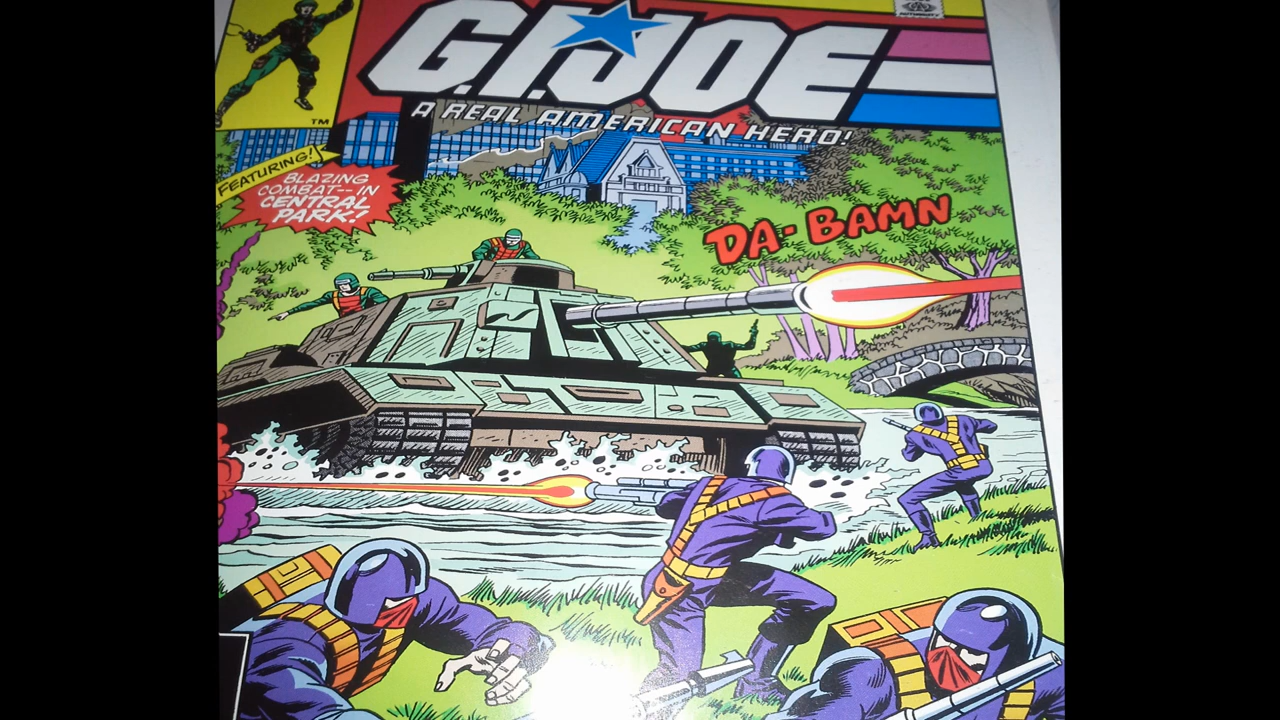 G.I. JOE
A REAL AMERICAN HERO!
TM
FEATURING!
BLAZING
COMBAT--IN
CENTRAL
PARK!
DA-BAMN